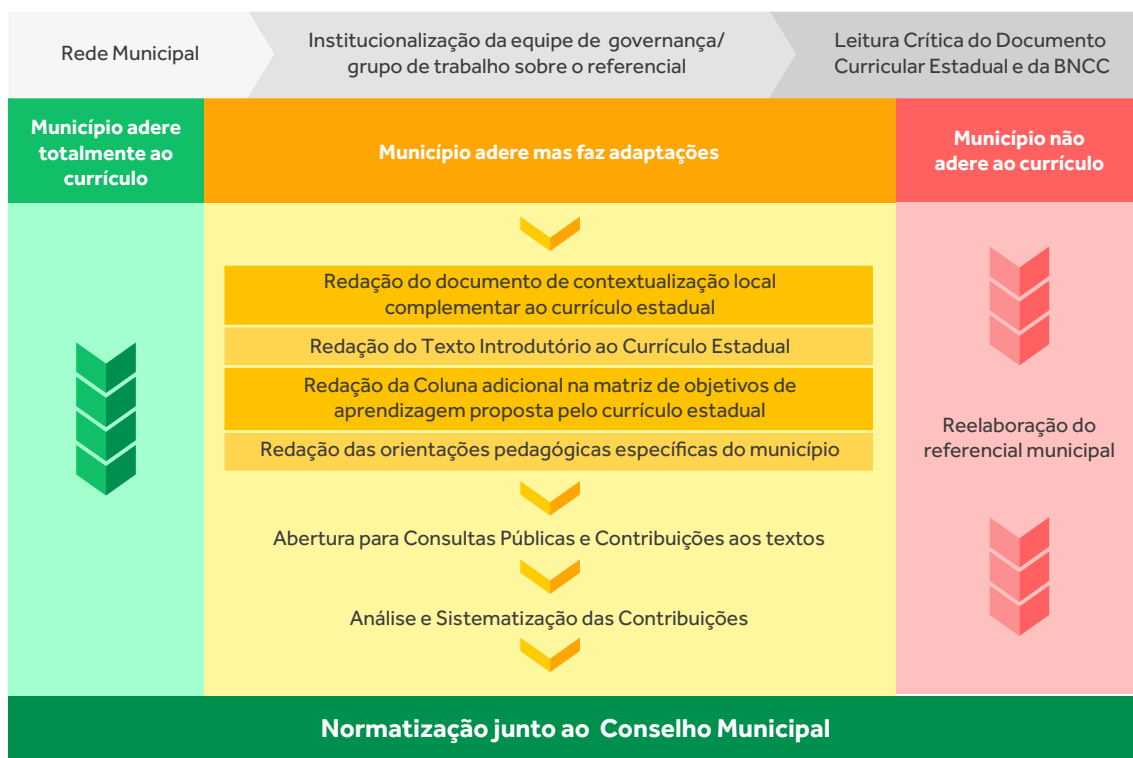 Rede Municipal
Institucionalização da equipe de governança/
grupo de trabalho sobre o referencial
Leitura Crítica do Documento
Curricular Estadual e da BNCC
Município adere
totalmente ao
currículo
Município adere mas faz adaptações
Município não
adere ao currículo
Redação do documento de contextualização local
complementar ao currículo estadual
Redação do Texto Introdutório ao Currículo Estadual
Redação da Coluna adicional na matriz de objetivos de
aprendizagem proposta pelo currículo estadual
Redação das orientações pedagógicas específicas do município
Abertura para Consultas Públicas e Contribuições aos textos
Análise e Sistematização das Contribuições
Reelaboração do
referencial municipal
Normatização junto ao Conselho Municipal